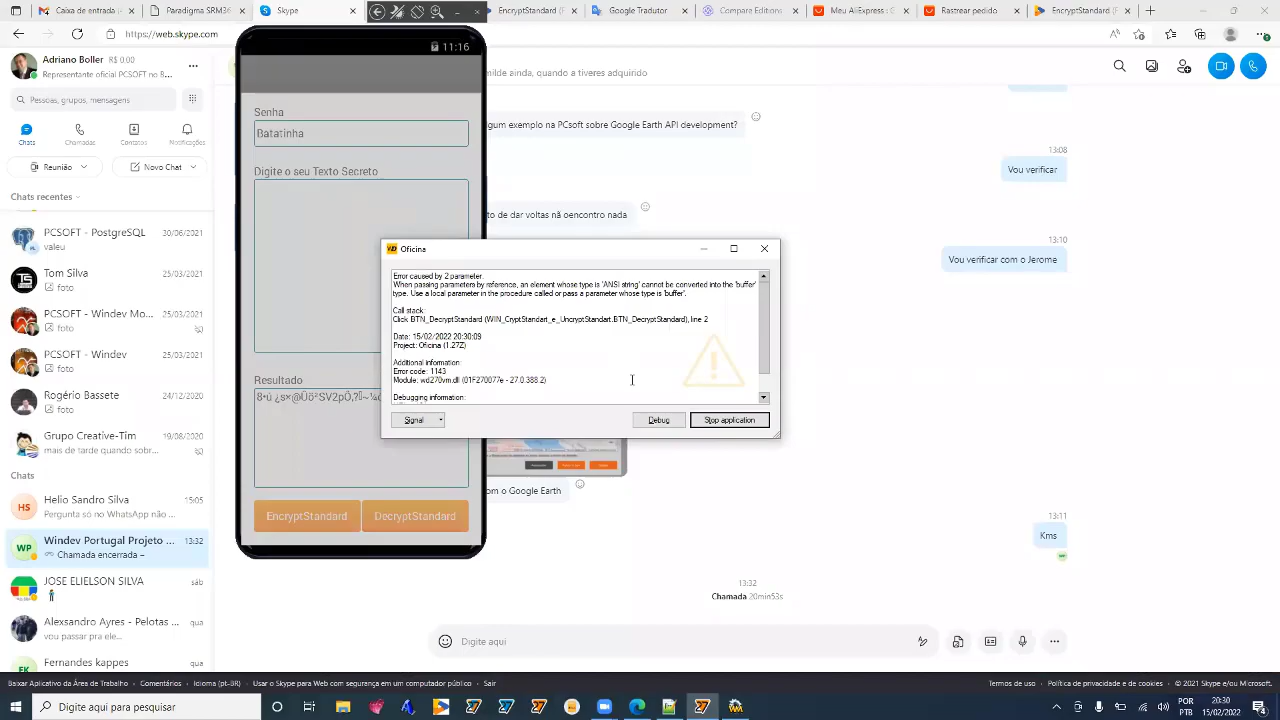 Caixa de entrada (
Paradigma SRM26
Skype
EncryptStandard (F
Google Tradutor
Compare Editions
Meu AliExpr
Rastre
Encrypt
https://web.skype.com
Adriano Boller R$ 0.00
Representante oficial PCSOFT no B...
Pessoas, grupos, mensagens
Chats
Chamadas
Contatos
Notificações
Reunião
Novo Chat
Chats recentes
PCSOFT - PostgreSQL 30/06/2021
valeu
Tom Silva 25/03/2021
foto
PCSOFT - Windev Mo... 25/03/2021
foto
PCSOFT - Windev 25/03/2021
foto
Rogério Bassete 24/12/2020
foto
Grupo Creative-Tim 19/08/2020
mas de tarde quando sobr...
Chats
HS
Helio Sandro Silva 15:05
Pergunta só no WhatsApp não ...
WP
Windev Portugal Projeto ... 13:32
Chamada encerrada –
JOSE ELIELSON SILVA sáb
Alexsandro Ayres - Pelotas ... qua
vou passar pra ele...
FK
Fernandes kappes qua
11:16
Senha
Batatinha
Digite o seu Texto Secreto
Resultado
EncryptStandard
DecryptStandard
milde ainda, quando a tiveres adquirido
gum exemplo na PCsoft sobre Google Earth API development?
13:08
Vou verificar
to de dar voltas nã oencontro nada
13:10
Vou verificar com o Jerome
Oficina
Error caused by 2 parameter.
When passing parameters by reference, an element whose type is 'ANSI string' cannot be converted into the 'buffer'
type. Use a local parameter in the procedure called or pass a parameter whose type is 'buffer'.
Call stack:
Click BTN_DecryptStandard (WIN_CryptStandart_e_UncryptStandart.BTN_DecryptStandard), line 2
Date: 15/02/2022 20:30:09
Project: Oficina (1.27Z)
Additional information:
Error code: 1143
Module: wd270vm.dll (01F270077e - 27.0.388.2)
Debugging information:
Signal
Debug
Stop application
om o Google Earth
13:11
Kms
WP
13:32
Chamada 20min53s
Digite aqui
Baixar Aplicativo da Área de Trabalho • Comentários • Idioma (pt-BR) • Usar o Skype para Web com segurança em um computador público • Sair
Termos de uso • Política de privacidade e de cookies • © 2021 Skype e/ou Microsoft
Digite aqui para pesquisar
POR
PTB
20:30
15/02/2022